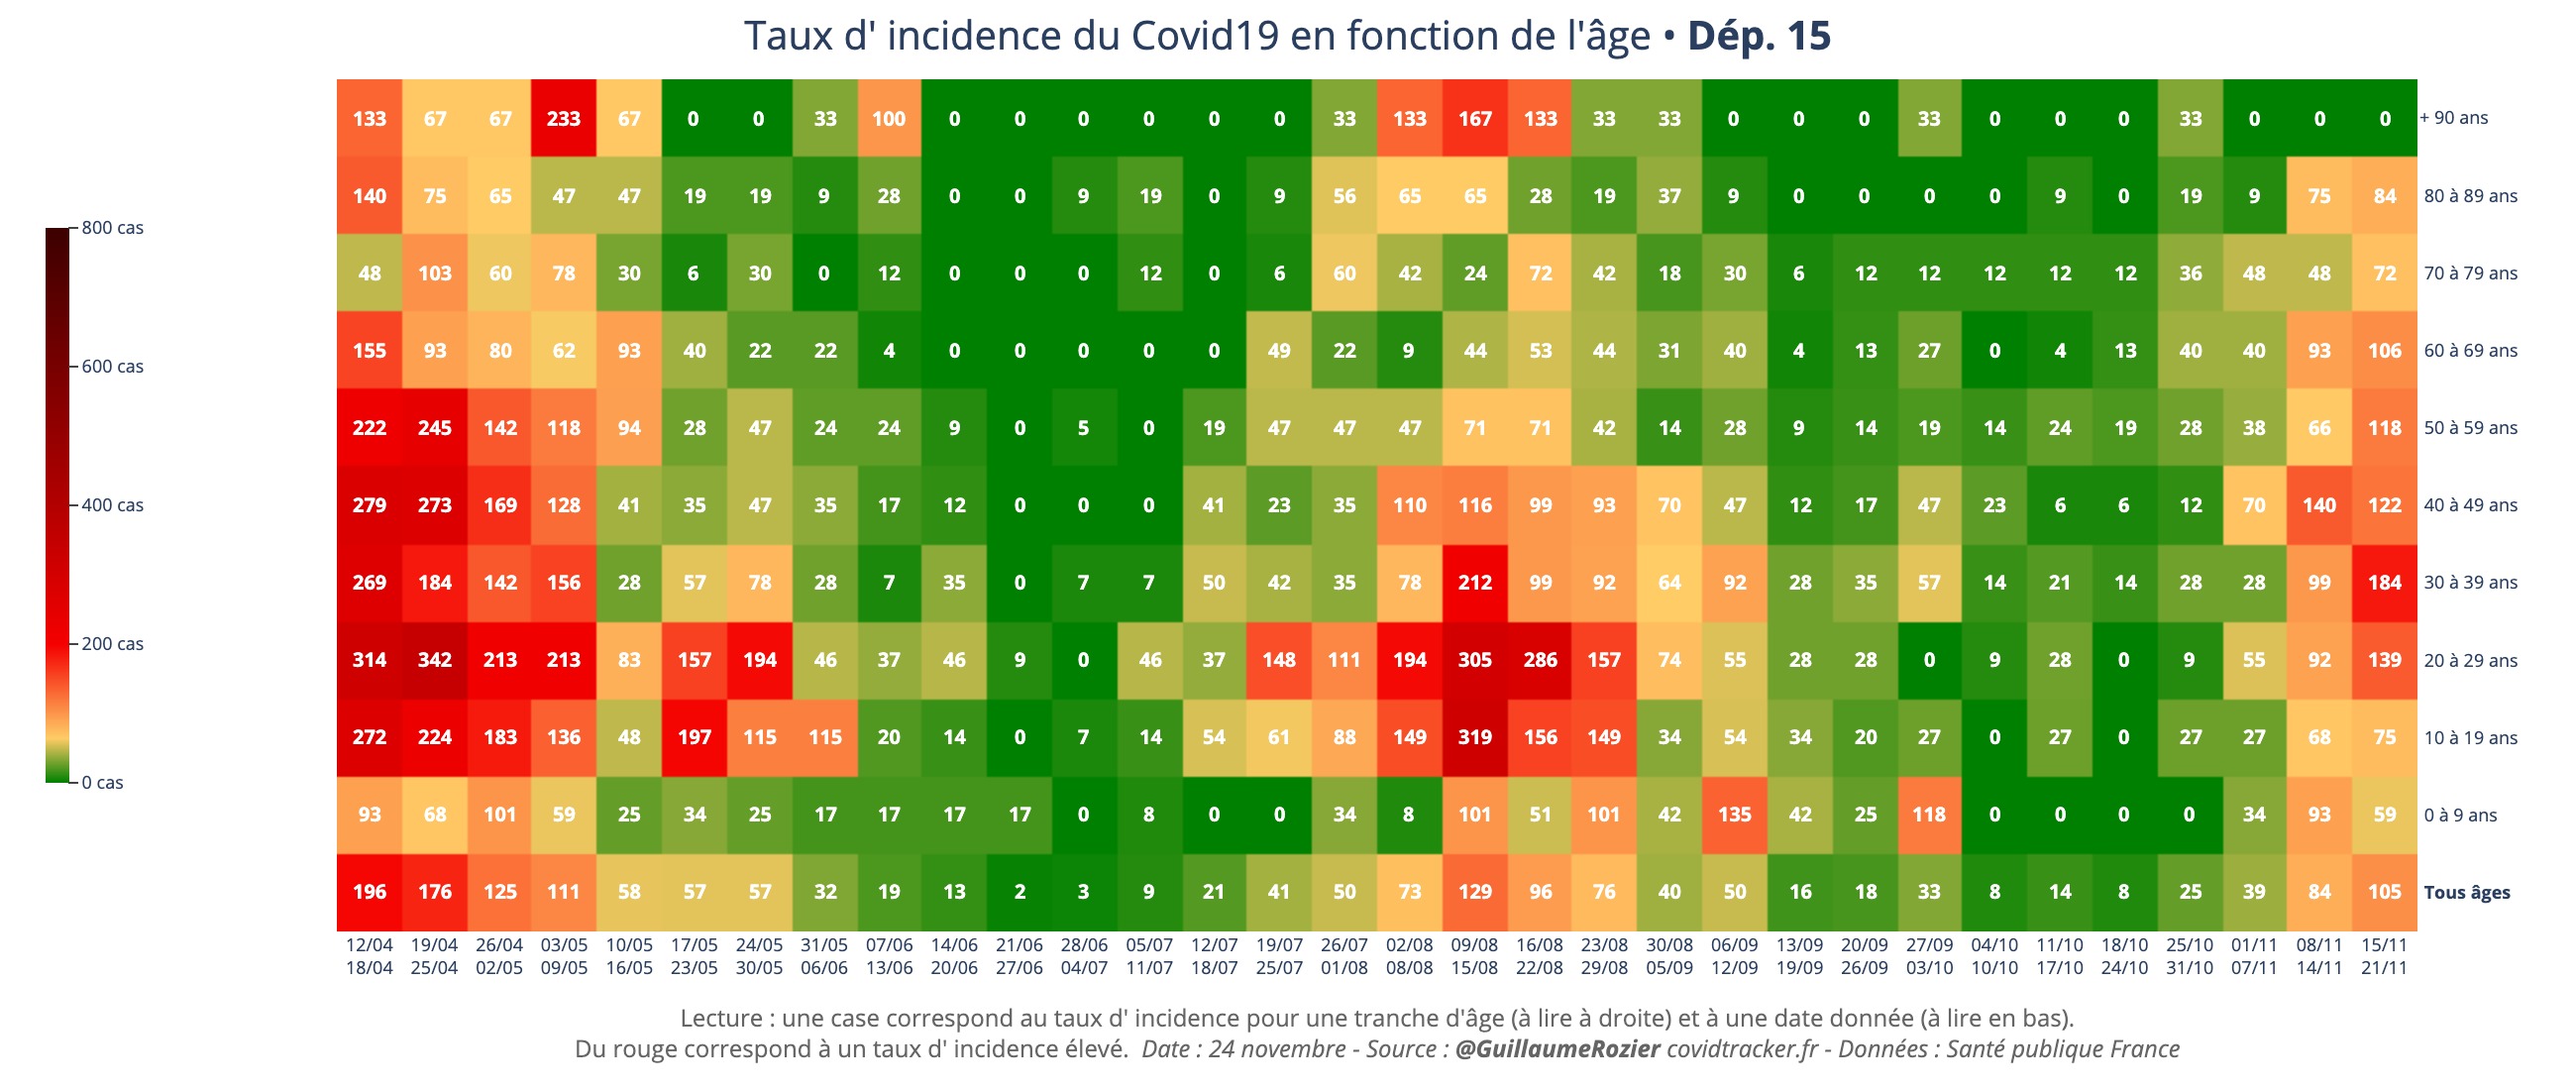 Taux d' incidence du Covid19 en fonction de l'âge • Dép. 15
800 cas
600 cas
400 cas
200 cas
0 cas
133 67 67 233 67 0 0 33 100 0 0 0 0 0 0 33 133 167 133 33 33 0 0 0 33 0 0 0 33 0 0 0 + 90 ans
140 75 65 47 47 19 19 9 28 0 0 9 19 0 9 56 65 65 28 19 37 9 0 0 0 0 9 0 19 9 75 84 80 à 89 ans
48 103 60 78 30 6 30 0 12 0 0 0 12 0 6 60 42 24 72 42 18 30 6 12 12 12 12 12 36 48 48 72 70 à 79 ans
155 93 80 62 93 40 22 22 4 0 0 0 0 0 49 22 9 44 53 44 31 40 4 13 27 0 4 13 40 40 93 106 60 à 69 ans
222 245 142 118 94 28 47 24 24 9 0 5 0 19 47 47 47 71 71 42 14 28 9 14 19 14 24 19 28 38 66 118 50 à 59 ans
279 273 169 128 41 35 47 35 17 12 0 0 0 41 23 35 110 116 99 93 70 47 12 17 47 23 6 6 12 70 140 122 40 à 49 ans
269 184 142 156 28 57 78 28 7 35 0 7 7 50 42 35 78 212 99 92 64 92 28 35 57 14 21 14 28 28 99 184 30 à 39 ans
314 342 213 213 83 157 194 46 37 46 9 0 46 37 148 111 194 305 286 157 74 55 28 28 0 9 28 0 9 55 92 139 20 à 29 ans
272 224 183 136 48 197 115 115 20 14 0 7 14 54 61 88 149 319 156 149 34 54 34 20 27 0 27 0 27 27 68 75 10 à 19 ans
93 68 101 59 25 34 25 17 17 17 17 0 8 0 0 34 8 101 51 101 42 135 42 25 118 0 0 0 0 34 93 59 0 à 9 ans
196 176 125 111 58 57 57 32 19 13 2 3 9 21 41 50 73 129 96 76 40 50 16 18 33 8 14 8 25 39 84 105 Tous âges
12/04 19/04 26/04 03/05 10/05 17/05 24/05 31/05 07/06 14/06 21/06 28/06 05/07 12/07 19/07 26/07 02/08 09/08 16/08 23/08 30/08 06/09 13/09 20/09 27/09 04/10 11/10 18/10 25/10 01/11 08/11 15/11
18/04 25/04 02/05 09/05 16/05 23/05 30/05 06/06 13/06 20/06 27/06 04/07 11/07 18/07 25/07 01/08 08/08 15/08 22/08 29/08 05/09 12/09 19/09 26/09 03/10 10/10 17/10 24/10 31/10 07/11 14/11 21/11
Lecture : une case correspond au taux d' incidence pour une tranche d'âge (à lire à droite) et à une date donnée (à lire en bas).
Du rouge correspond à un taux d' incidence élevé. Date : 24 novembre - Source : @GuillaumeRozier covidtracker.fr - Données : Santé publique France